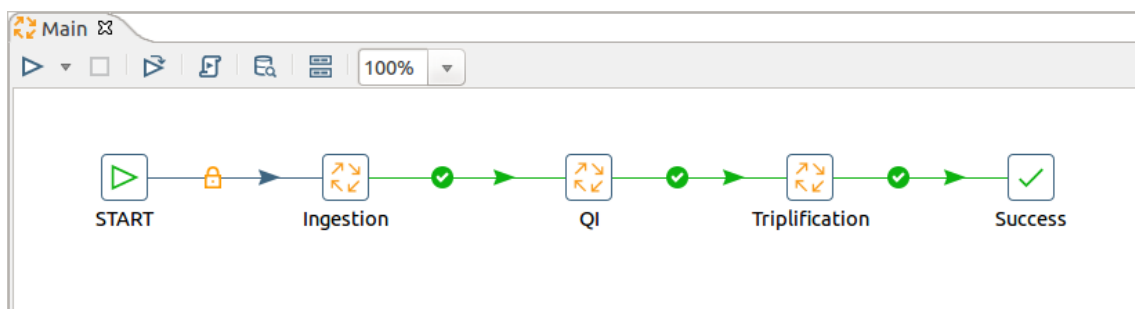 Main
100%
START
Ingestion
QI
Triplification
Success